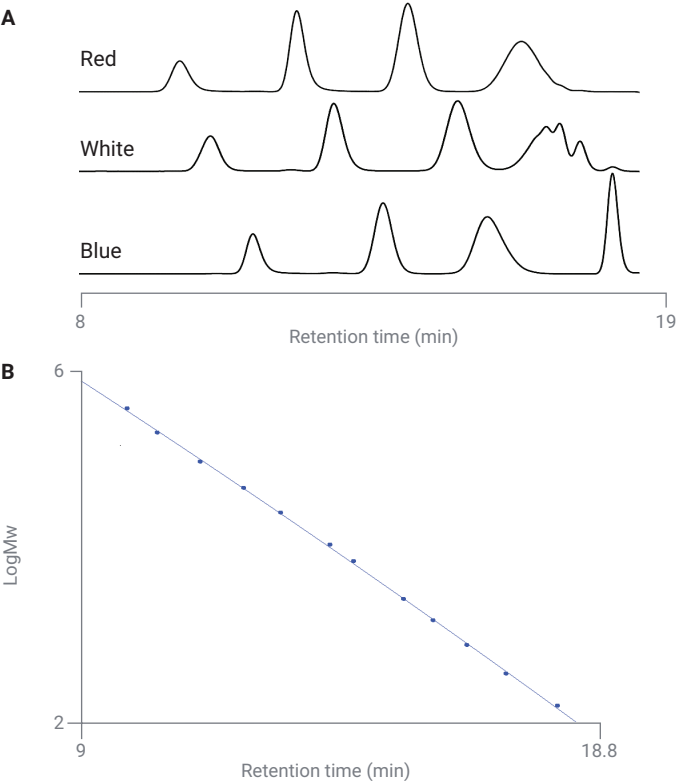 A
Red
White
Blue
8
19
Retention time (min)
B
6
LogMw
2
9
18.8
Retention time (min)